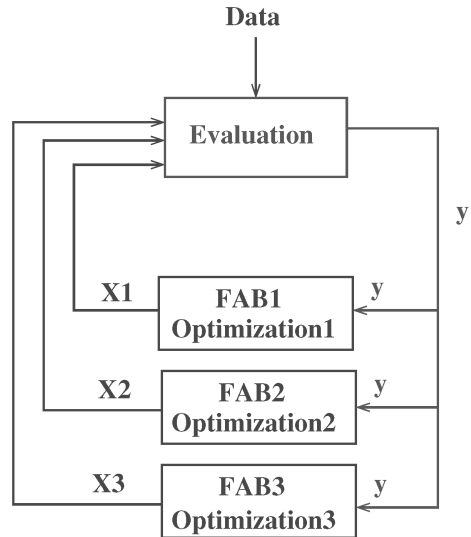 Data
Evaluation
y
X1
FAB1
Optimization1
y
X2
FAB2
Optimization2
y
X3
FAB3
Optimization3
y